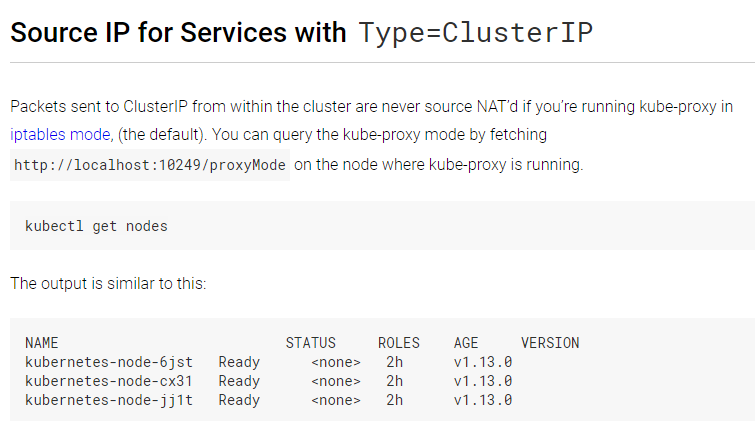 Source IP for Services with Type=ClusterIP
Packets sent to ClusterIP from within the cluster are never source NAT’d if you’re running kube-proxy in
iptables mode, (the default). You can query the kube-proxy mode by fetching
http://localhost:10249/proxyMode on the node where kube-proxy is running.
kubectl get nodes
The output is similar to this:
NAME STATUS ROLES AGE VERSION
kubernetes-node-6jst Ready <none> 2h v1.13.0
kubernetes-node-cx31 Ready <none> 2h v1.13.0
kubernetes-node-jj1t Ready <none> 2h v1.13.0